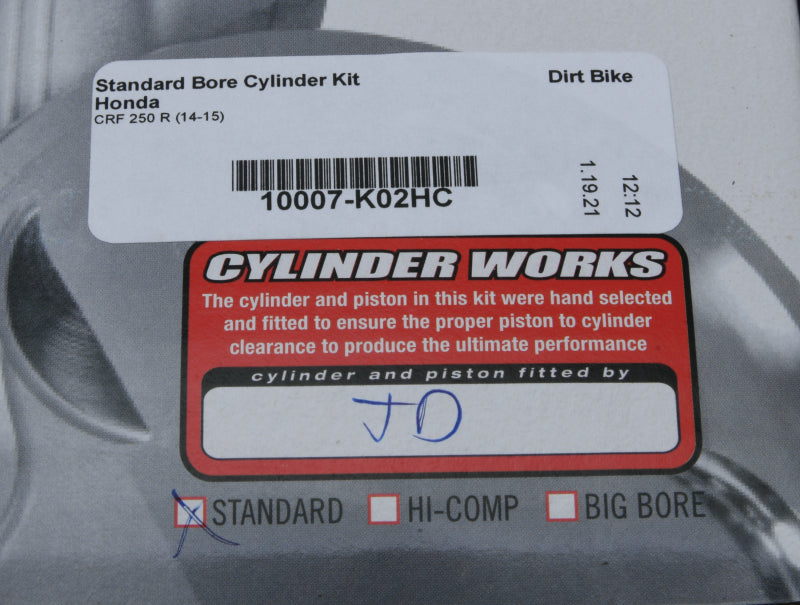 Standard Bore Cylinder Kit
Dirt Bike
Honda
CRF 250 R (14-15)
10007-K02HC
1.19.21
12:12
CYLINDER WORKS
The cylinder and piston in this kit were hand selected
and fitted to ensure the proper piston to cylinder
clearance to produce the ultimate performance
cylinder and piston fitted by
JD
STANDARD HI-COMP BIG BORE